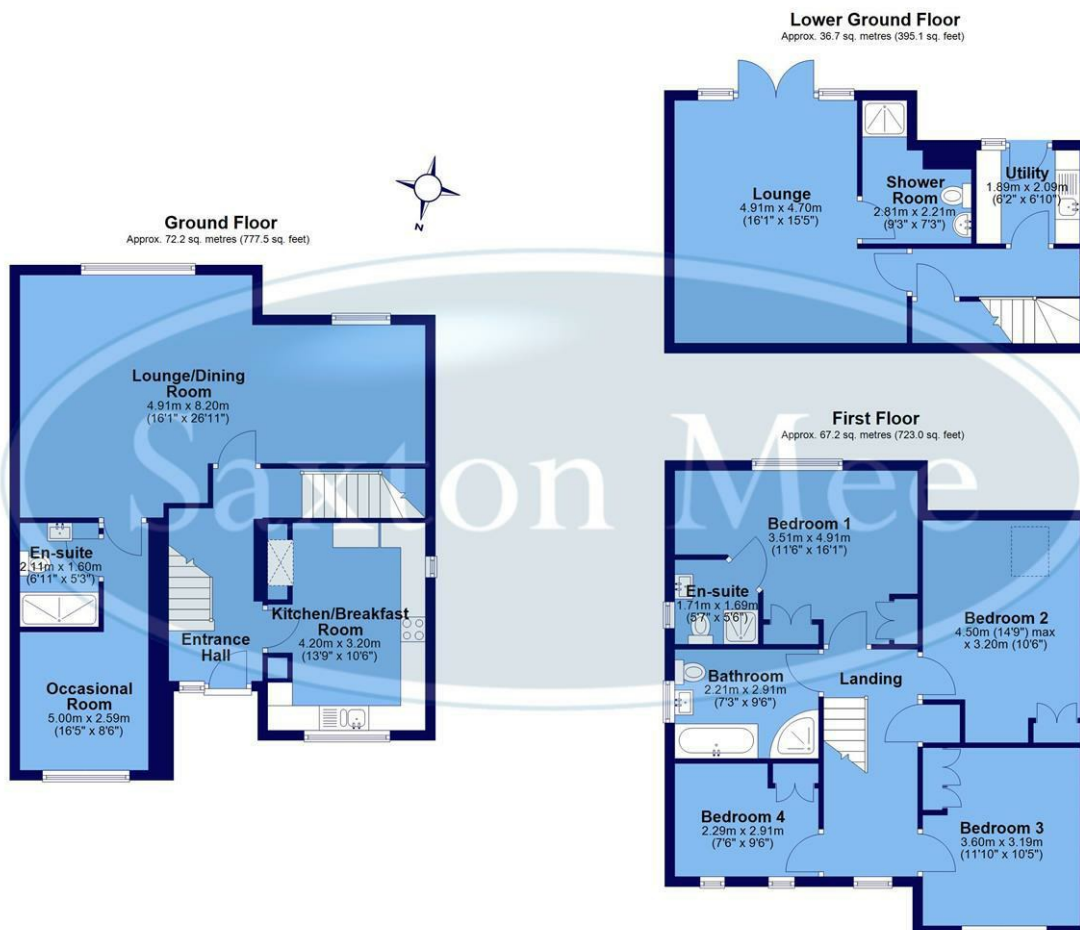 Lower Ground Floor
Approx. 36.7 sq. metres (395.1 sq. feet)
Lounge
4.91m x 4.70m
(16'1" x 15'5")
Shower
Room
2.81m x 2.21m
(9'3" x 7'3")
Utility
1.89m x 2.09m
(6'2" x 6'10")
N
Ground Floor
Approx. 72.2 sq. metres (777.5 sq. feet)
Lounge/Dining
Room
4.91m x 8.20m
(16'1" x 26'11")
En-suite
2.11m x 1.60m
(6'11" x 5'3")
Kitchen/Breakfast
Room
4.20m x 3.20m
(13'9" x 10'6")
Entrance
Hall
Occasional
Room
5.00m x 2.59m
(16'5" x 8'6")
First Floor
Approx. 67.2 sq. metres (723.0 sq. feet)
Bedroom 1
3.51m x 4.91m
(11'6" x 16'1")
En-suite
1.71m x 1.69m
(5'7" x 5'6")
Bedroom 2
4.50m (14'9") max
x 3.20m (10'6")
Bathroom
2.21m x 2.91m
(7'3" x 9'6")
Landing
Bedroom 4
2.29m x 2.91m
(7'6" x 9'6")
Bedroom 3
3.60m x 3.19m
(11'10" x 10'5")
Saxton Mee